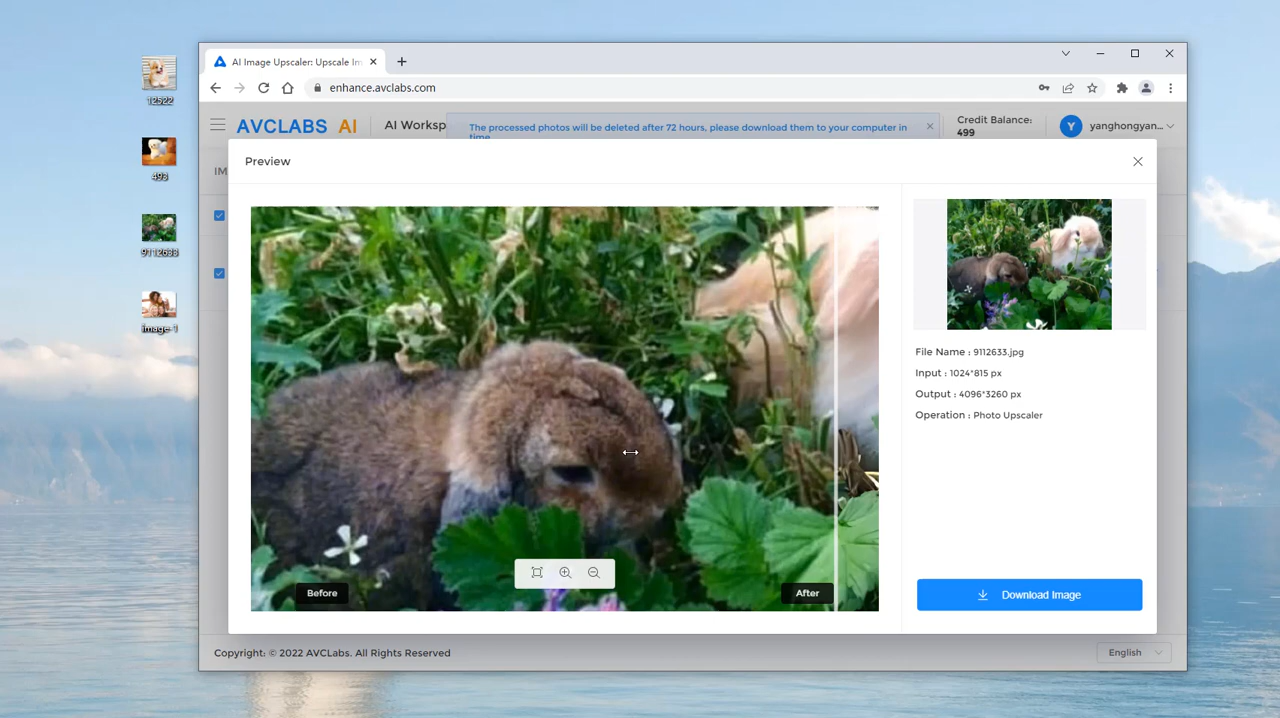 12522
493
9112633
image-1
AI Image Upscaler: Upscale Im
enhance.avclabs.com
AVCLABS AI
AI Worksp
The processed photos will be deleted after 72 hours, please download them to your computer in
time.
Credit Balance:
499
Y
yanghongyan...
IM
Preview
Before
After
File Name : 9112633.jpg
Input : 1024*815 px
Output : 4096*3260 px
Operation : Photo Upscaler
Download Image
Copyright: © 2022 AVCLabs. All Rights Reserved
English